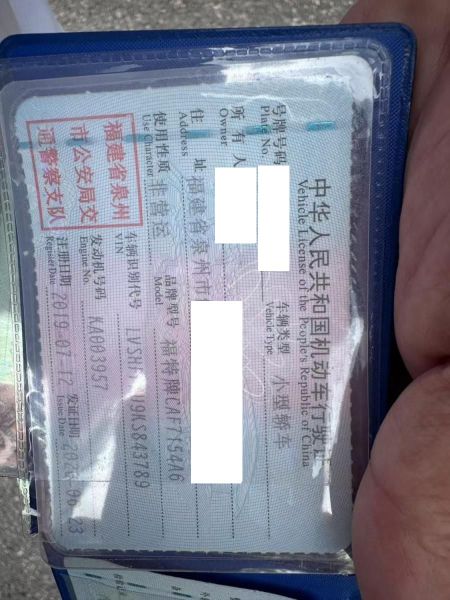 中华人民共和国机动车行驶
Vehicle License of the People's Republic of China
号牌号码
Plate No.
车辆类型 小型轿车
Vehicle Type
所有人
Owner
住址 福建省泉州市
Address
使用性质 非营运 品牌型号 福特牌CAF7154A6
Use Character Model
福建省泉州
市公安局交
通警察支队
车辆识别代号
VIN
发动机号码 KA083957
Engine No.
注册日期 2019-07-12 发证日期
Register Date Issue Date